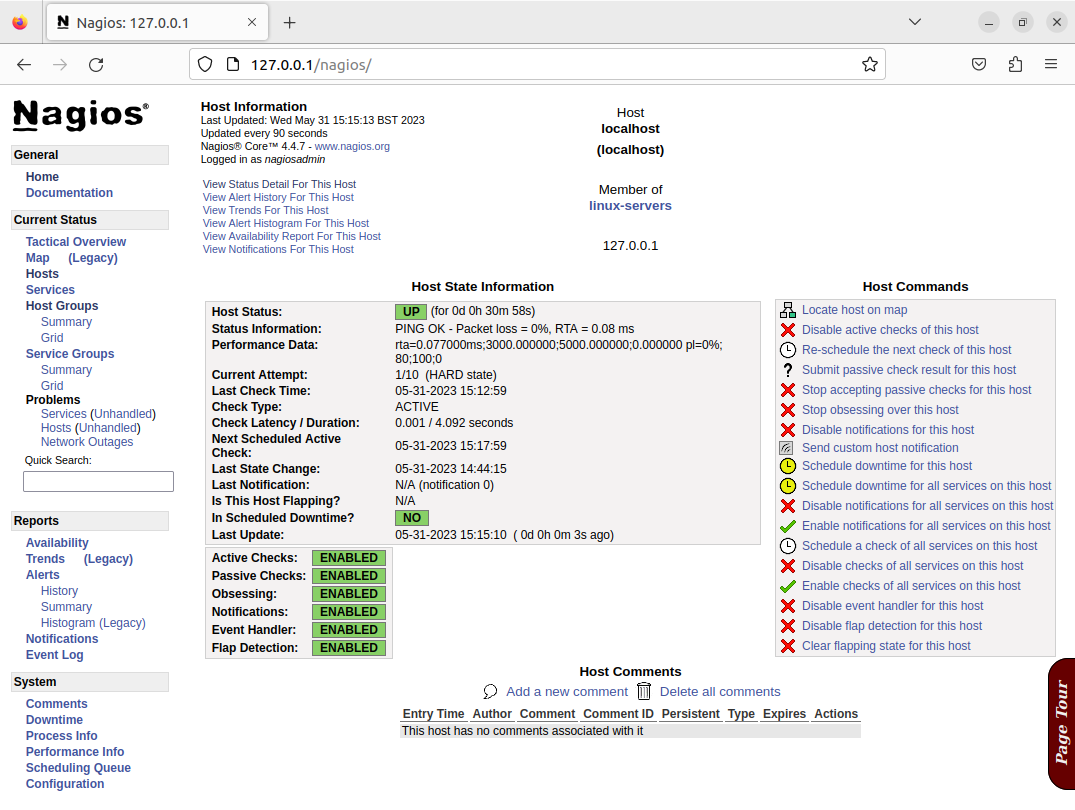 Nagios: 127.0.0.1
127.0.0.1/nagios/
Nagios®
General
Home
Documentation
Current Status
Tactical Overview
Map (Legacy)
Hosts
Services
Host Groups
Summary
Grid
Service Groups
Summary
Grid
Problems
Services (Unhandled)
Hosts (Unhandled)
Network Outages
Quick Search:
Reports
Availability
Trends (Legacy)
Alerts
History
Summary
Histogram (Legacy)
Notifications
Event Log
System
Comments
Downtime
Process Info
Performance Info
Scheduling Queue
Configuration
Host Information
Last Updated: Wed May 31 15:15:13 BST 2023
Updated every 90 seconds
Nagios® Core™ 4.4.7 - www.nagios.org
Logged in as nagiosadmin
View Status Detail For This Host
View Alert History For This Host
View Trends For This Host
View Alert Histogram For This Host
View Availability Report For This Host
View Notifications For This Host
Host
localhost
(localhost)
Member of
linux-servers
127.0.0.1
Host State Information
Host Status: UP (for 0d 0h 30m 58s)
Status Information: PING OK - Packet loss = 0%, RTA = 0.08 ms
Performance Data: rta=0.077000ms;3000.000000;5000.000000;0.000000 pl=0%;
80;100;0
Current Attempt: 1/10 (HARD state)
Last Check Time: 05-31-2023 15:12:59
Check Type: ACTIVE
Check Latency / Duration: 0.001 / 4.092 seconds
Next Scheduled Active
Check: 05-31-2023 15:17:59
Last State Change: 05-31-2023 14:44:15
Last Notification: N/A (notification 0)
Is This Host Flapping? N/A
In Scheduled Downtime? NO
Last Update: 05-31-2023 15:15:10 ( 0d 0h 0m 3s ago)
Active Checks: ENABLED
Passive Checks: ENABLED
Obsessing: ENABLED
Notifications: ENABLED
Event Handler: ENABLED
Flap Detection: ENABLED
Host Commands
Locate host on map
Disable active checks of this host
Re-schedule the next check of this host
Submit passive check result for this host
Stop accepting passive checks for this host
Stop obsessing over this host
Disable notifications for this host
Send custom host notification
Schedule downtime for this host
Schedule downtime for all services on this host
Disable notifications for all services on this host
Enable notifications for all services on this host
Schedule a check of all services on this host
Disable checks of all services on this host
Enable checks of all services on this host
Disable event handler for this host
Disable flap detection for this host
Clear flapping state for this host
Host Comments
Add a new comment Delete all comments
Entry Time Author Comment Comment ID Persistent Type Expires Actions
This host has no comments associated with it
Page Tour